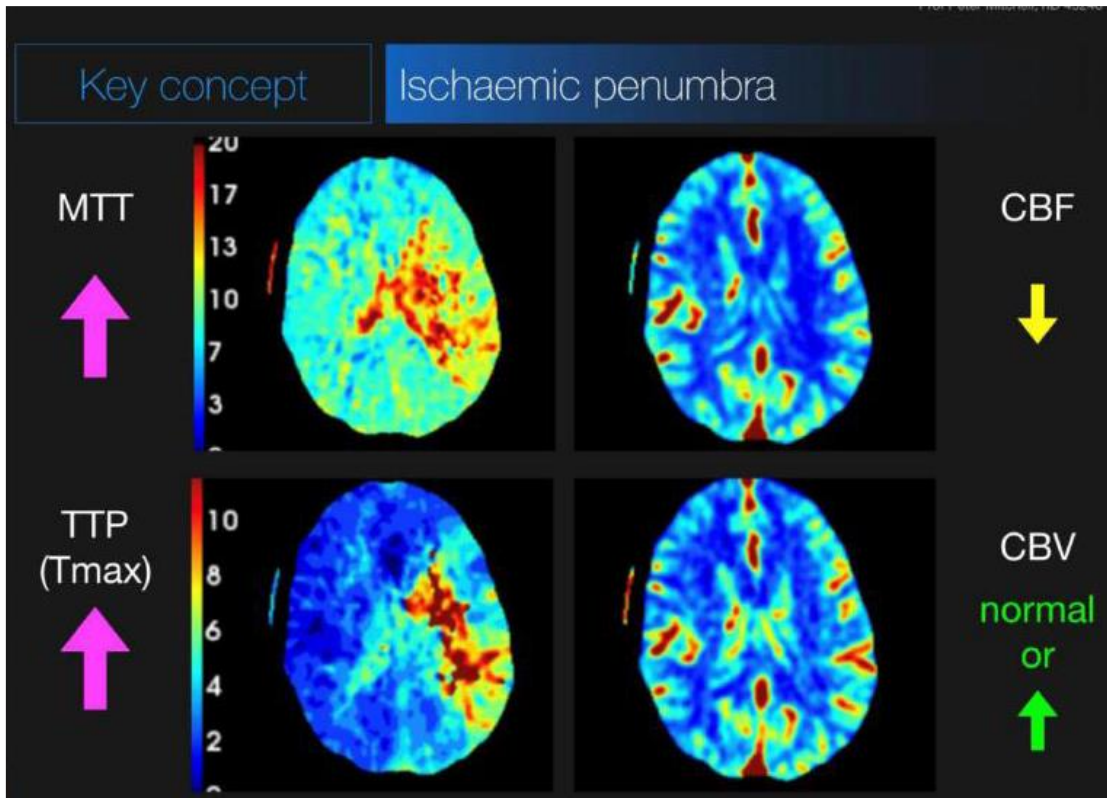 Key concept
Ischaemic penumbra
MTT
20
17
13
10
7
3
CBF
TTP
(Tmax)
10
8
6
4
2
CBV
normal
or